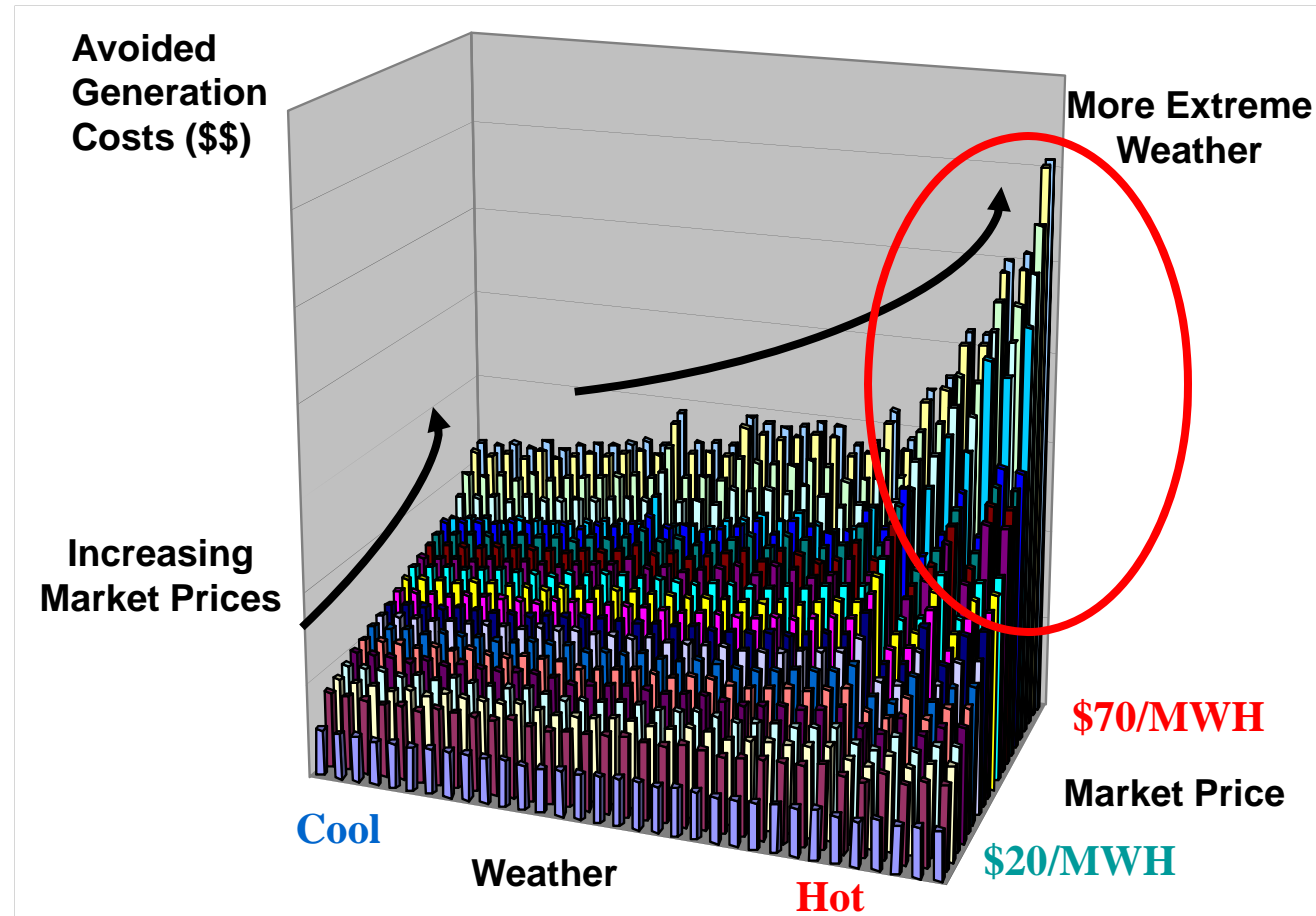 Avoided
Generation
Costs ($$)
More Extreme
Weather
Increasing
Market Prices
$70/MWH
Market Price
$20/MWH
Cool
Weather
Hot